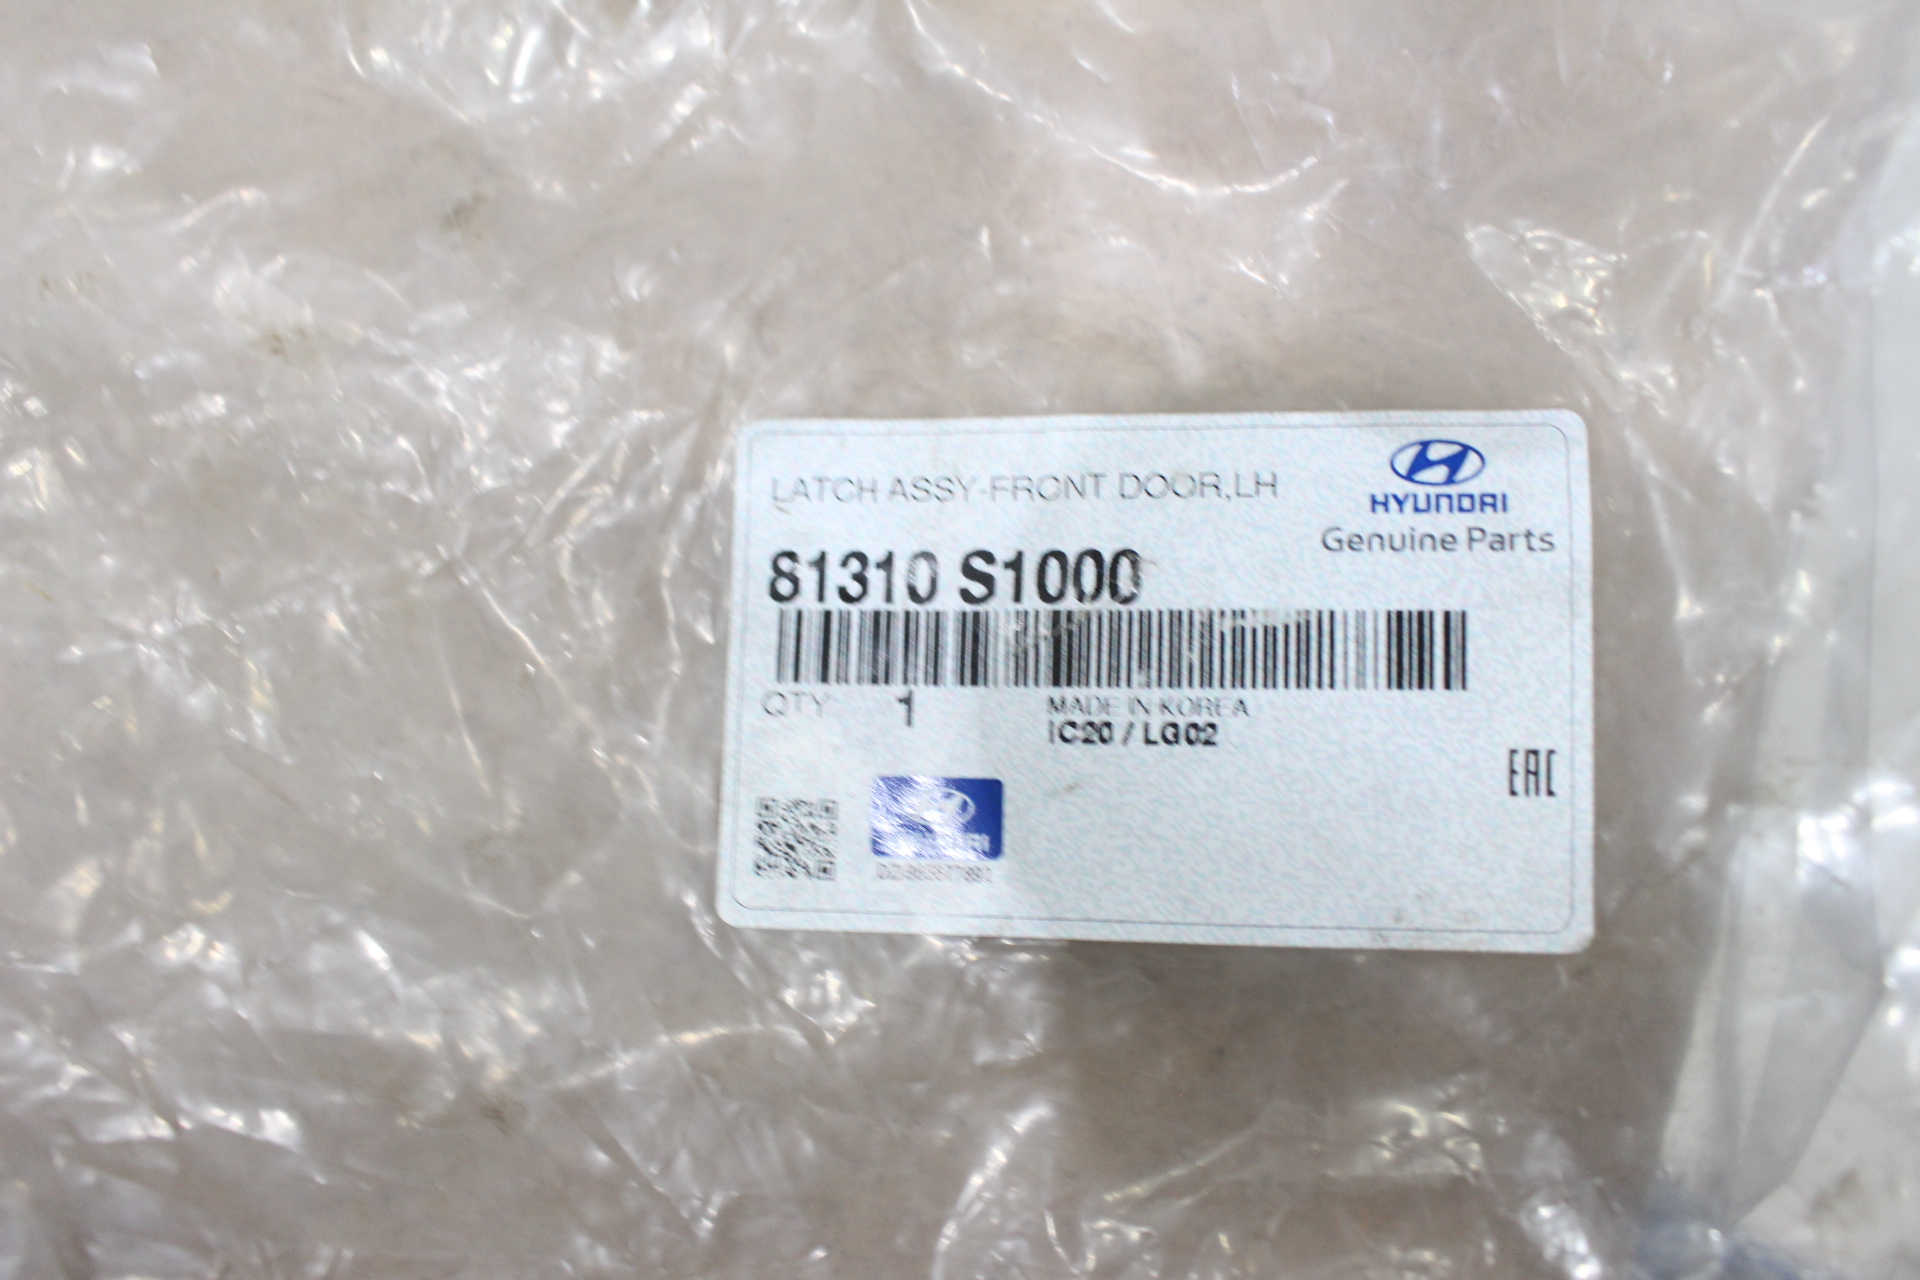 LATCH ASSY-FRONT DOOR,LH
HYUNDAI
Genuine Parts
81310 S1000
QTY 1
MADE IN KOREA
IC20 / LG02
EAC